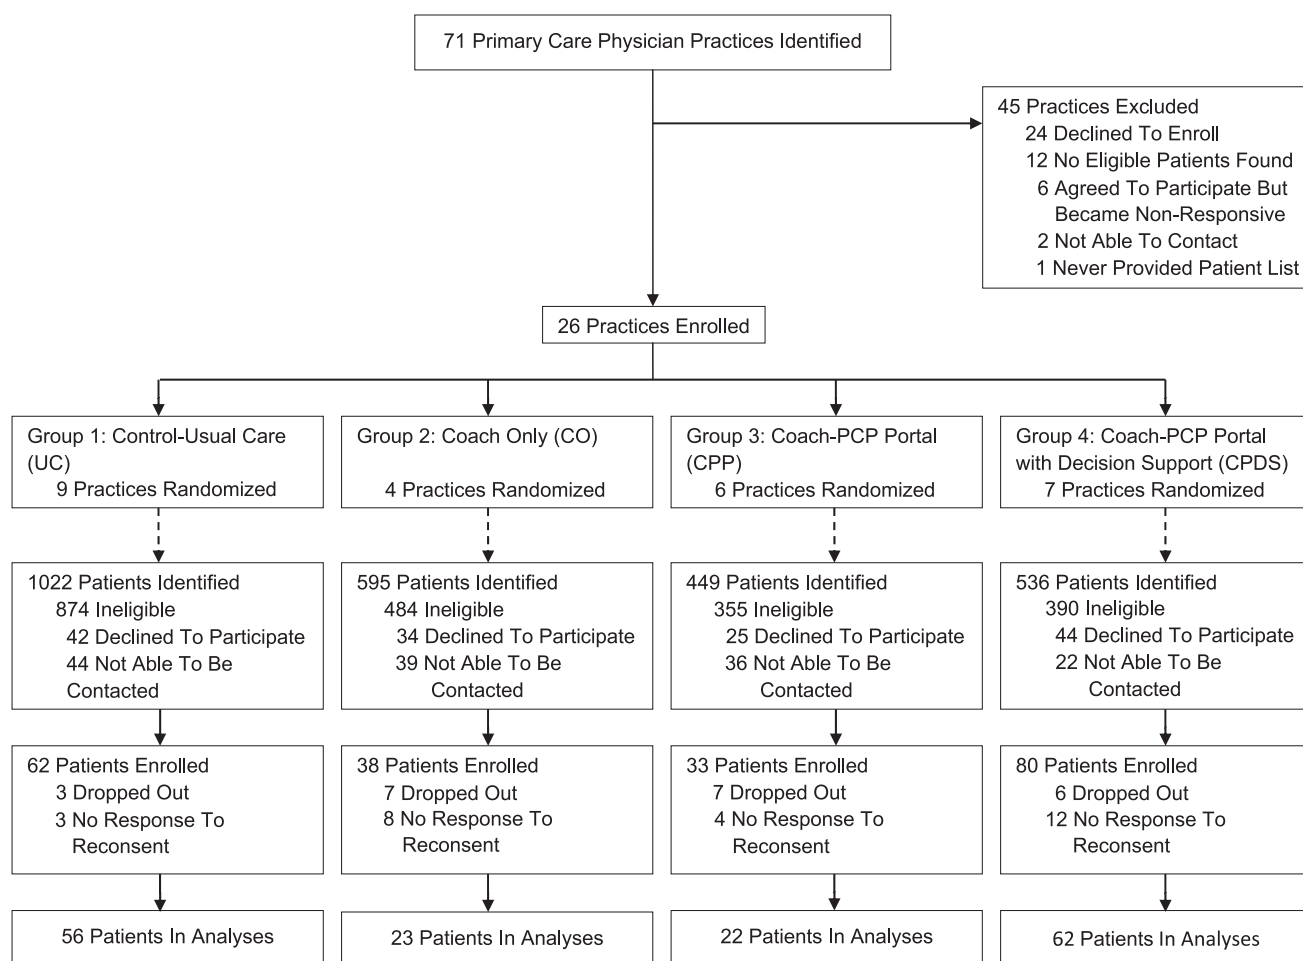 71 Primary Care Physician Practices Identified
45 Practices Excluded
24 Declined To Enroll
12 No Eligible Patients Found
6 Agreed To Participate But
Became Non-Responsive
2 Not Able To Contact
1 Never Provided Patient List
26 Practices Enrolled
Group 1: Control-Usual Care
(UC)
9 Practices Randomized
Group 2: Coach Only (CO)
4 Practices Randomized
Group 3: Coach-PCP Portal
(CPP)
6 Practices Randomized
Group 4: Coach-PCP Portal
with Decision Support (CPDS)
7 Practices Randomized
1022 Patients Identified
874 Ineligible
42 Declined To Participate
44 Not Able To Be
Contacted
595 Patients Identified
484 Ineligible
34 Declined To Participate
39 Not Able To Be
Contacted
449 Patients Identified
355 Ineligible
25 Declined To Participate
36 Not Able To Be
Contacted
536 Patients Identified
390 Ineligible
44 Declined To Participate
22 Not Able To Be
Contacted
62 Patients Enrolled
3 Dropped Out
3 No Response To
Reconsent
38 Patients Enrolled
7 Dropped Out
8 No Response To
Reconsent
33 Patients Enrolled
7 Dropped Out
4 No Response To
Reconsent
80 Patients Enrolled
6 Dropped Out
12 No Response To
Reconsent
56 Patients In Analyses
23 Patients In Analyses
22 Patients In Analyses
62 Patients In Analyses